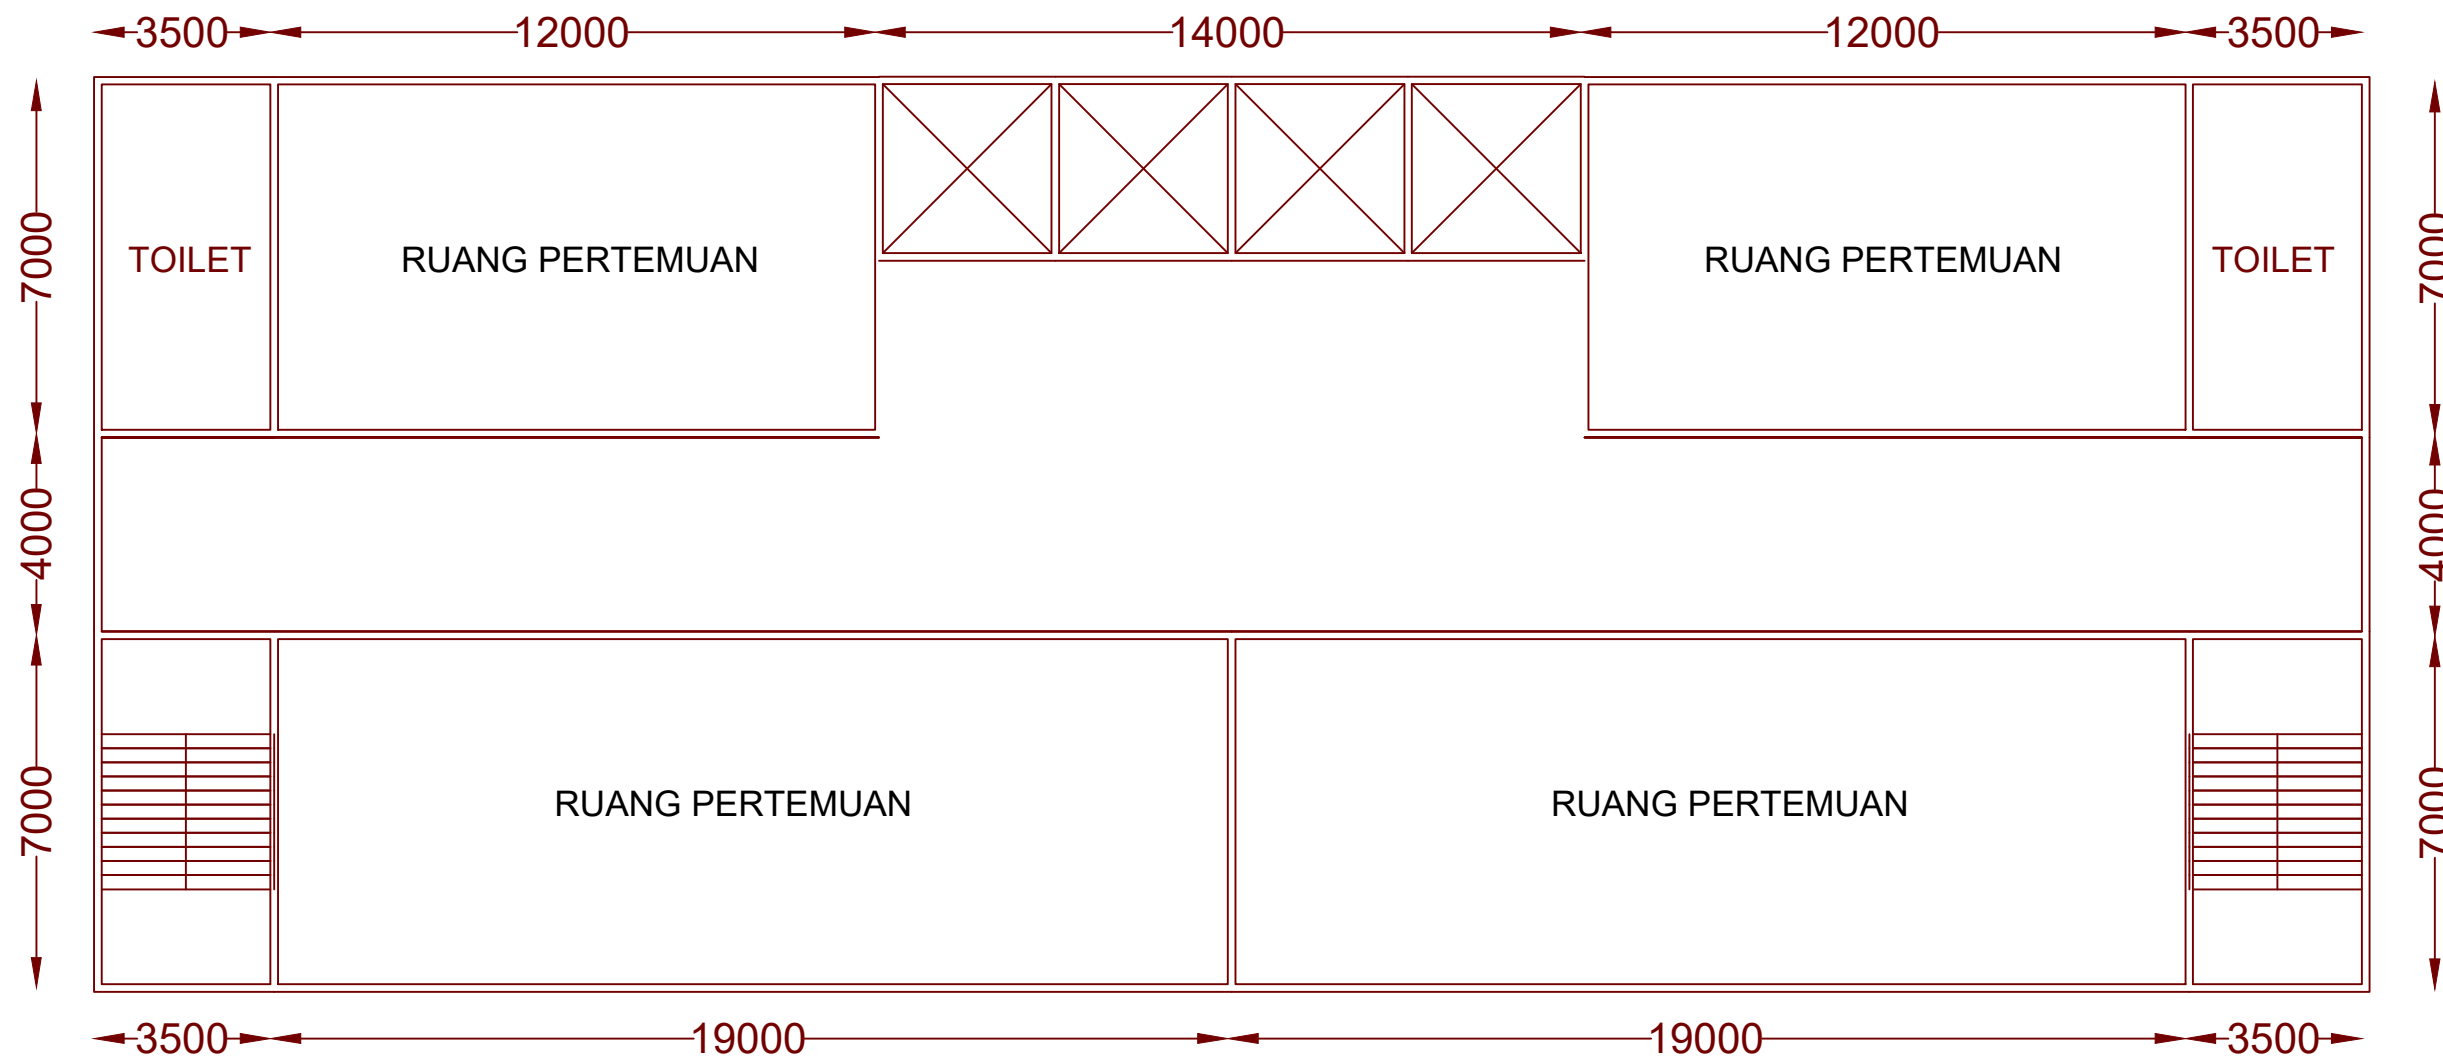 3500 12000 14000 12000 3500
7000 TOILET RUANG PERTEMUAN RUANG PERTEMUAN TOILET 7000
4000 4000
7000 RUANG PERTEMUAN RUANG PERTEMUAN 7000
3500 19000 19000 3500